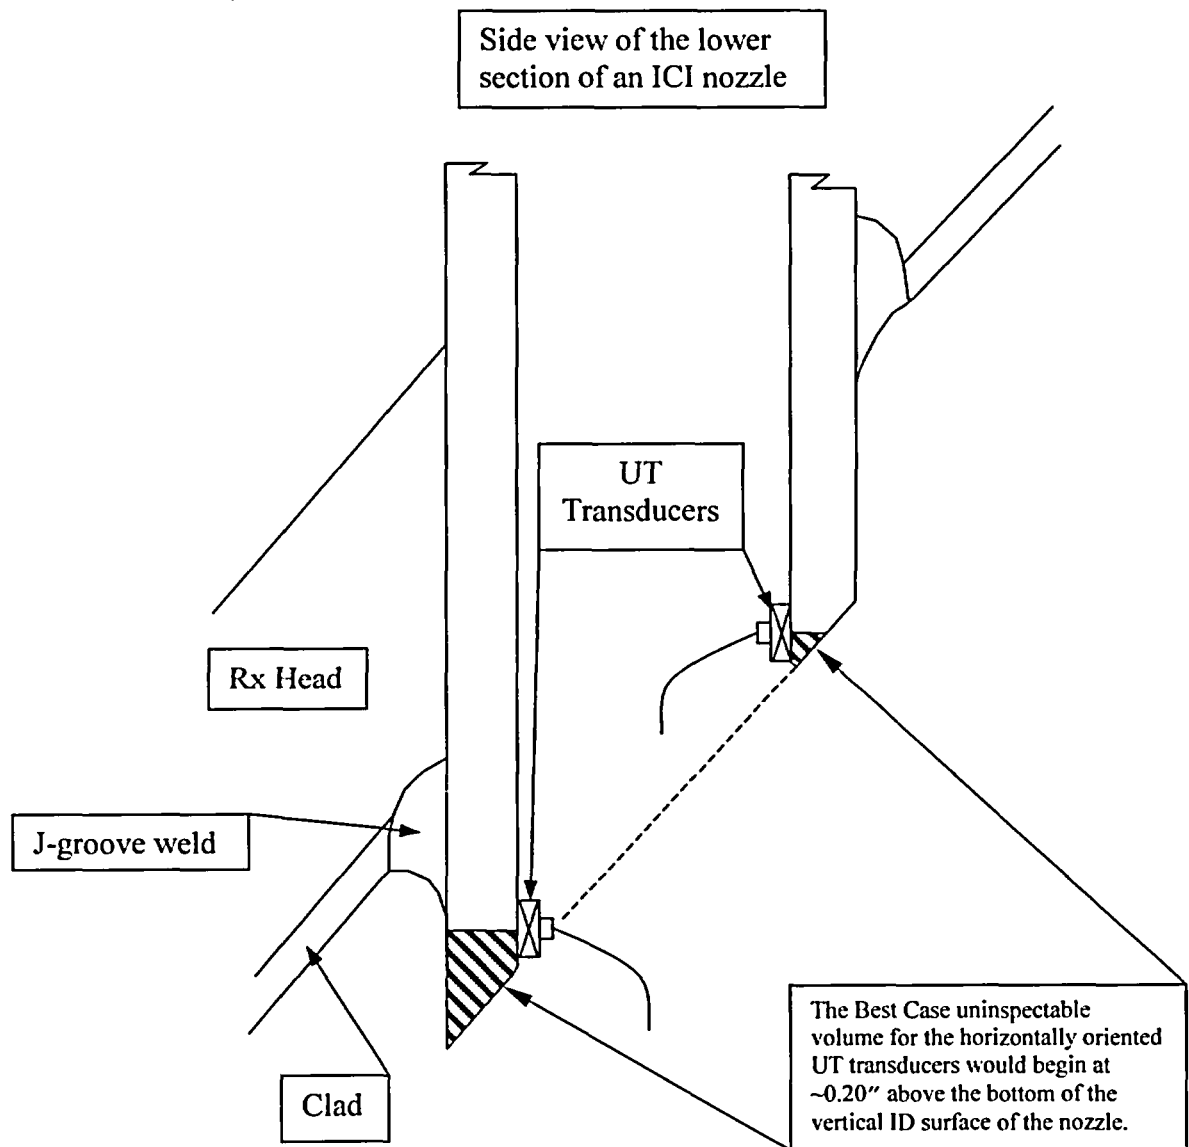 Side view of the lower
section of an ICI nozzle
UT
Transducers
Rx Head
J-groove weld
Clad
The Best Case uninspectable
volume for the horizontally oriented
UT transducers would begin at
~0.20″ above the bottom of the
vertical ID surface of the nozzle.